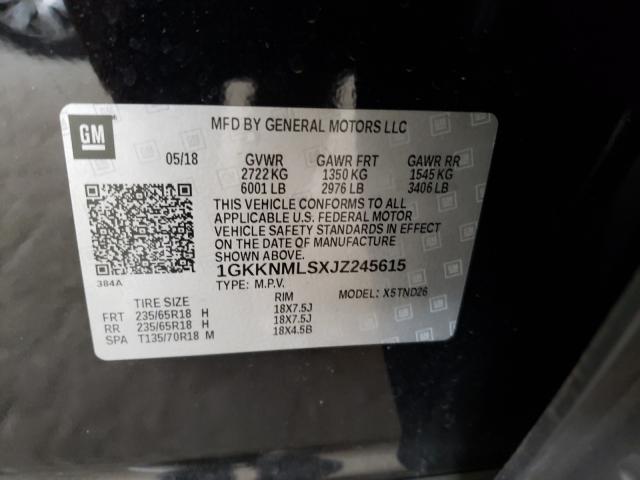 GM
MFD BY GENERAL MOTORS LLC
05/18 GVWR GAWR FRT GAWR RR
2722 KG 1350 KG 1545 KG
6001 LB 2976 LB 3406 LB
THIS VEHICLE CONFORMS TO ALL
APPLICABLE U.S. FEDERAL MOTOR
VEHICLE SAFETY STANDARDS IN EFFECT
ON THE DATE OF MANUFACTURE
SHOWN ABOVE.
1GKKNMLSXJZ245615
384A
TYPE: M.P.V. MODEL: X5TND26
TIRE SIZE RIM
FRT 235/65R18 H 18X7.5J
RR 235/65R18 H 18X7.5J
SPA T135/70R18 M 18X4.5B